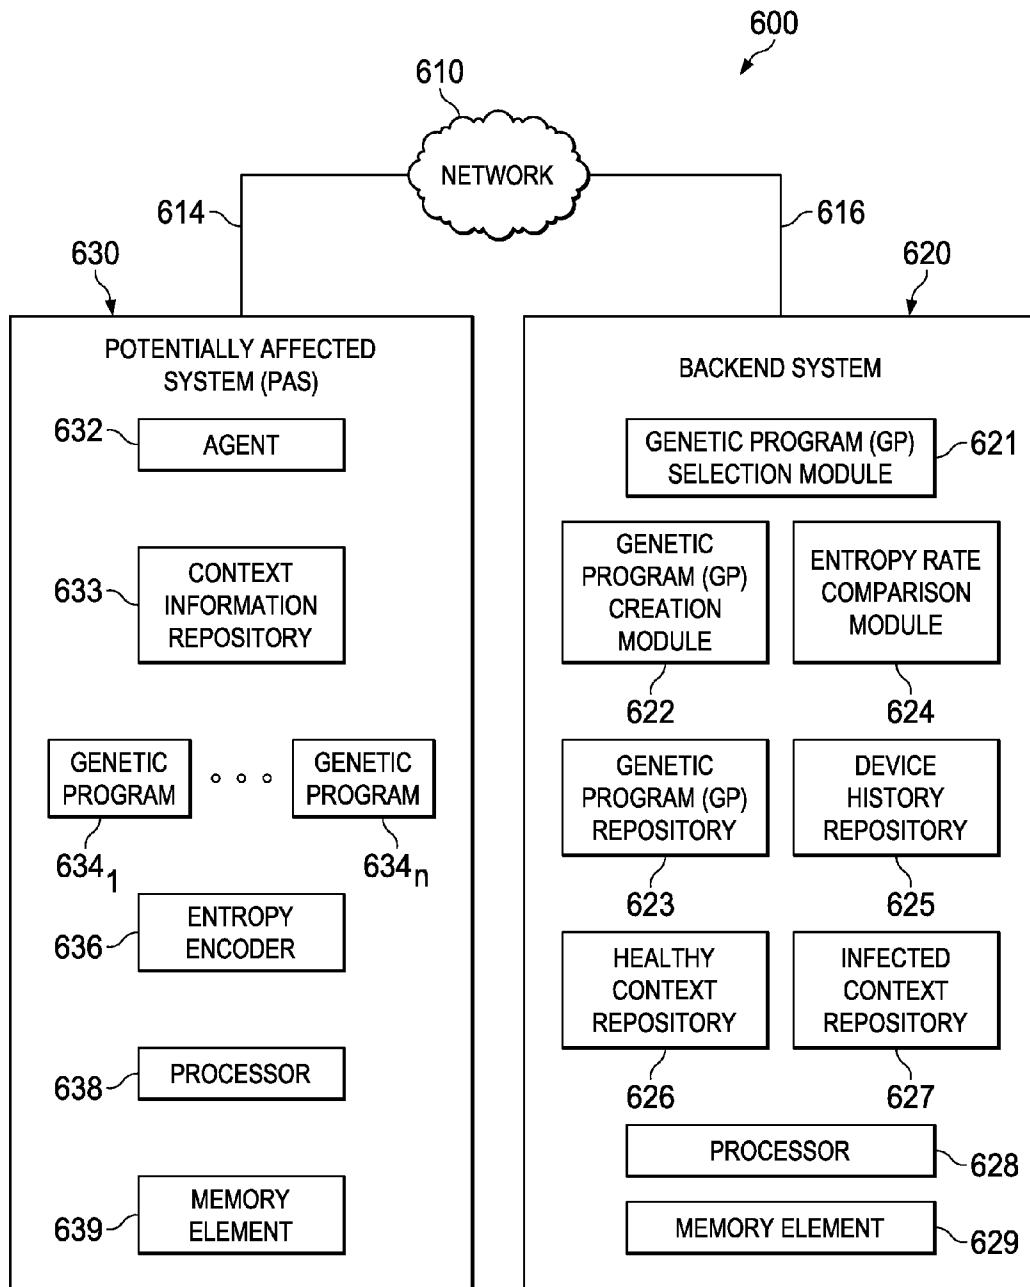 600
610
NETWORK
614
616
630
620
POTENTIALLY AFFECTED
SYSTEM (PAS)
632
AGENT
633
CONTEXT
INFORMATION
REPOSITORY
GENETIC
PROGRAM
GENETIC
PROGRAM
634₁
634ₙ
636
ENTROPY
ENCODER
638
PROCESSOR
639
MEMORY
ELEMENT
BACKEND SYSTEM
GENETIC PROGRAM (GP)
SELECTION MODULE
621
GENETIC
PROGRAM (GP)
CREATION
MODULE
622
ENTROPY RATE
COMPARISON
MODULE
624
GENETIC
PROGRAM (GP)
REPOSITORY
623
DEVICE
HISTORY
REPOSITORY
625
HEALTHY
CONTEXT
REPOSITORY
626
INFECTED
CONTEXT
REPOSITORY
627
PROCESSOR
628
MEMORY ELEMENT
629